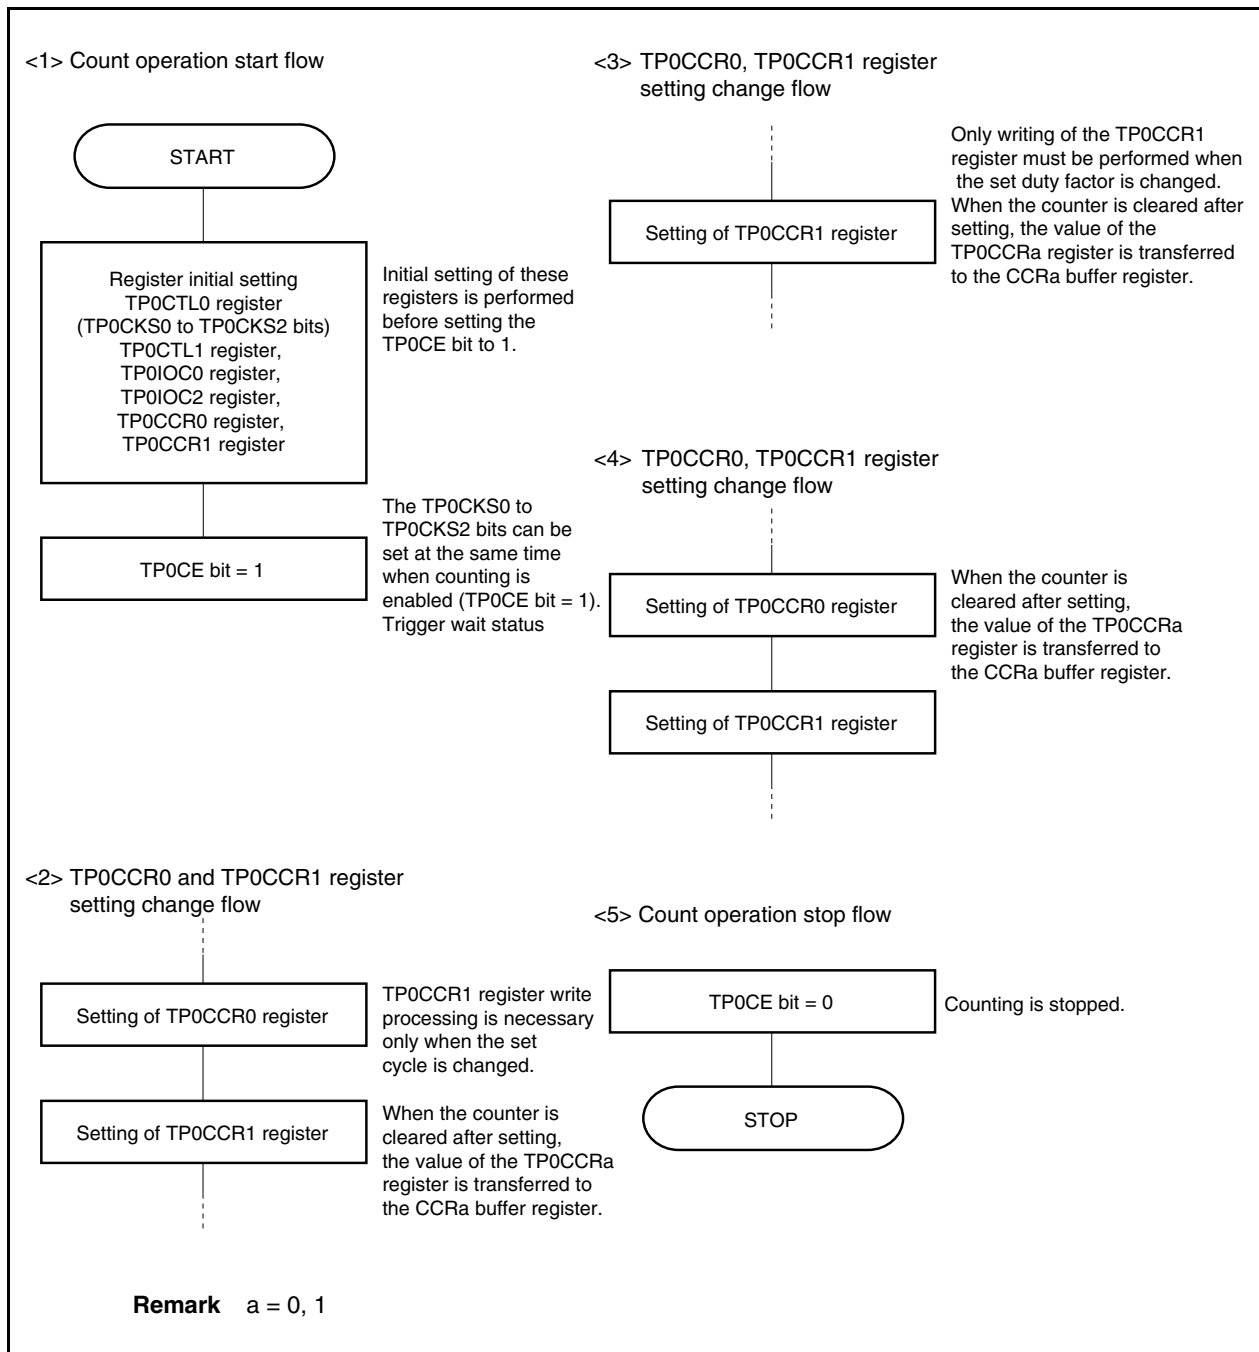 <1> Count operation start flow
START
Register initial setting
TP0CTL0 register
(TP0CKS0 to TP0CKS2 bits)
TP0CTL1 register,
TP0IOC0 register,
TP0IOC2 register,
TP0CCR0 register,
TP0CCR1 register
Initial setting of these
registers is performed
before setting the
TP0CE bit to 1.
TP0CE bit = 1
The TP0CKS0 to
TP0CKS2 bits can be
set at the same time
when counting is
enabled (TP0CE bit = 1).
Trigger wait status
<2> TP0CCR0 and TP0CCR1 register
setting change flow
Setting of TP0CCR0 register
TP0CCR1 register write
processing is necessary
only when the set
cycle is changed.
Setting of TP0CCR1 register
When the counter is
cleared after setting,
the value of the TP0CCRa
register is transferred to
the CCRa buffer register.
<3> TP0CCR0, TP0CCR1 register
setting change flow
Setting of TP0CCR1 register
Only writing of the TP0CCR1
register must be performed when
the set duty factor is changed.
When the counter is cleared after
setting, the value of the
TP0CCRa register is transferred
to the CCRa buffer register.
<4> TP0CCR0, TP0CCR1 register
setting change flow
Setting of TP0CCR0 register
When the counter is
cleared after setting,
the value of the TP0CCRa
register is transferred to
the CCRa buffer register.
Setting of TP0CCR1 register
<5> Count operation stop flow
TP0CE bit = 0
Counting is stopped.
STOP
Remark a = 0, 1